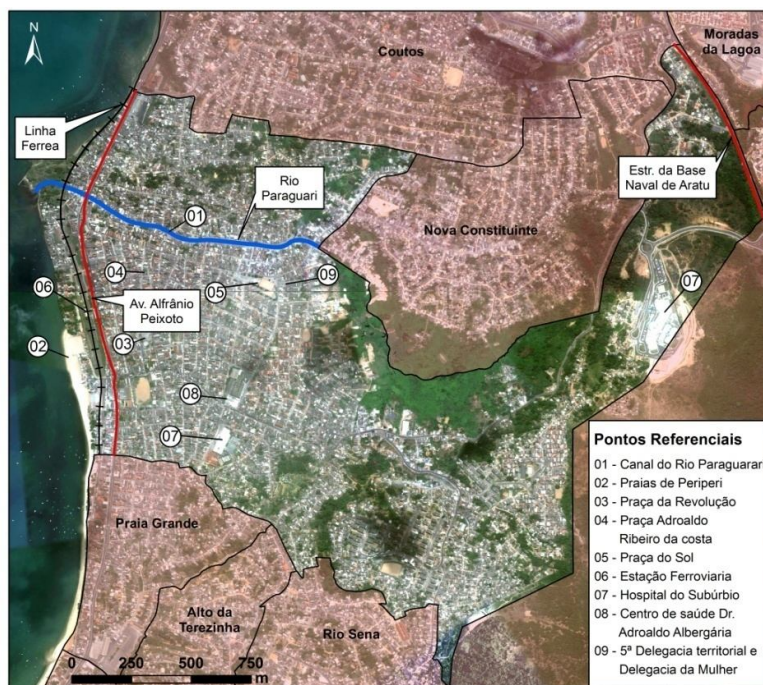 N
Coutos
Moradas
da Lagoa
Linha
Ferrea
Rio
Paraguari
Estr. da Base
Naval de Aratu
01
Nova Constituinte
04
05
09
07
06
Av. Alfrânio
Peixoto
02
03
08
07
Praia Grande
Alto da
Terezinha
Rio Sena
0 250 500 750
m
Pontos Referenciais
01 - Canal do Rio Paraguarari
02 - Praias de Periperi
03 - Praça da Revolução
04 - Praça Adroaldo
Ribeiro da costa
05 - Praça do Sol
06 - Estação Ferroviaria
07 - Hospital do Subúrbio
08 - Centro de saúde Dr.
Adroaldo Albergária
09 - 5ª Delegacia territorial e
Delegacia da Mulher